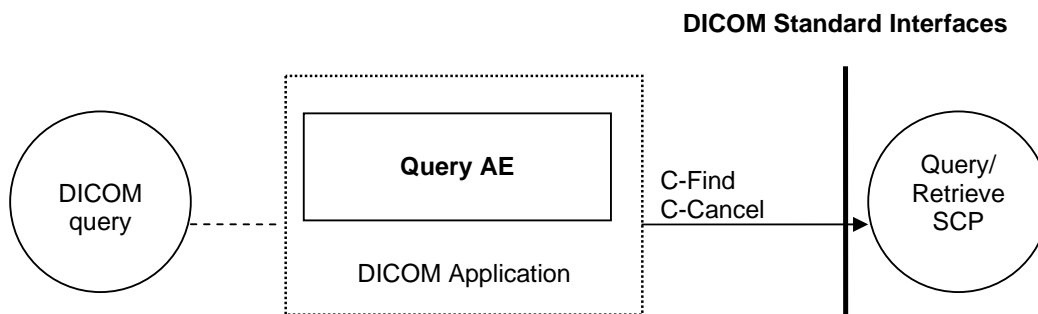 DICOM Standard Interfaces
DICOM
query
Query AE
DICOM Application
C-Find
C-Cancel
Query/
Retrieve
SCP